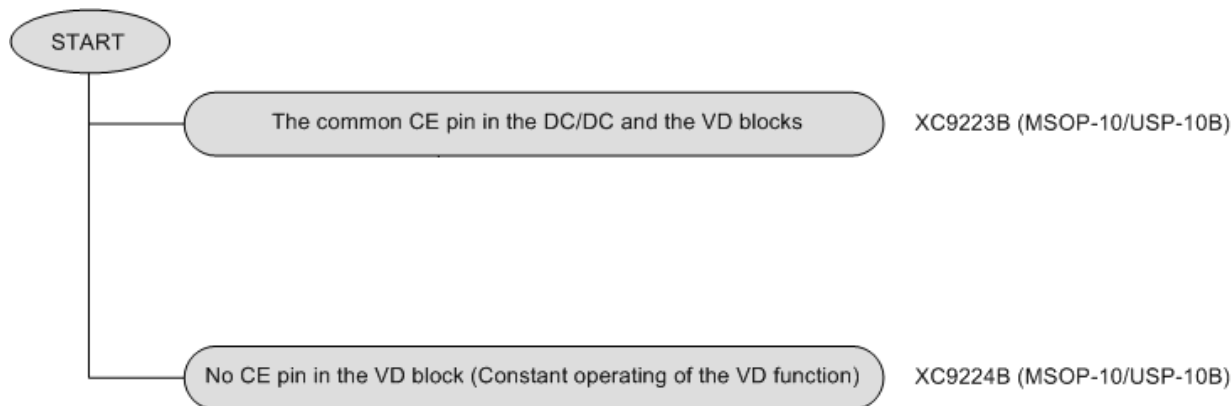 START
The common CE pin in the DC/DC and the VD blocks
XC9223B (MSOP-10/USP-10B)
No CE pin in the VD block (Constant operating of the VD function)
XC9224B (MSOP-10/USP-10B)